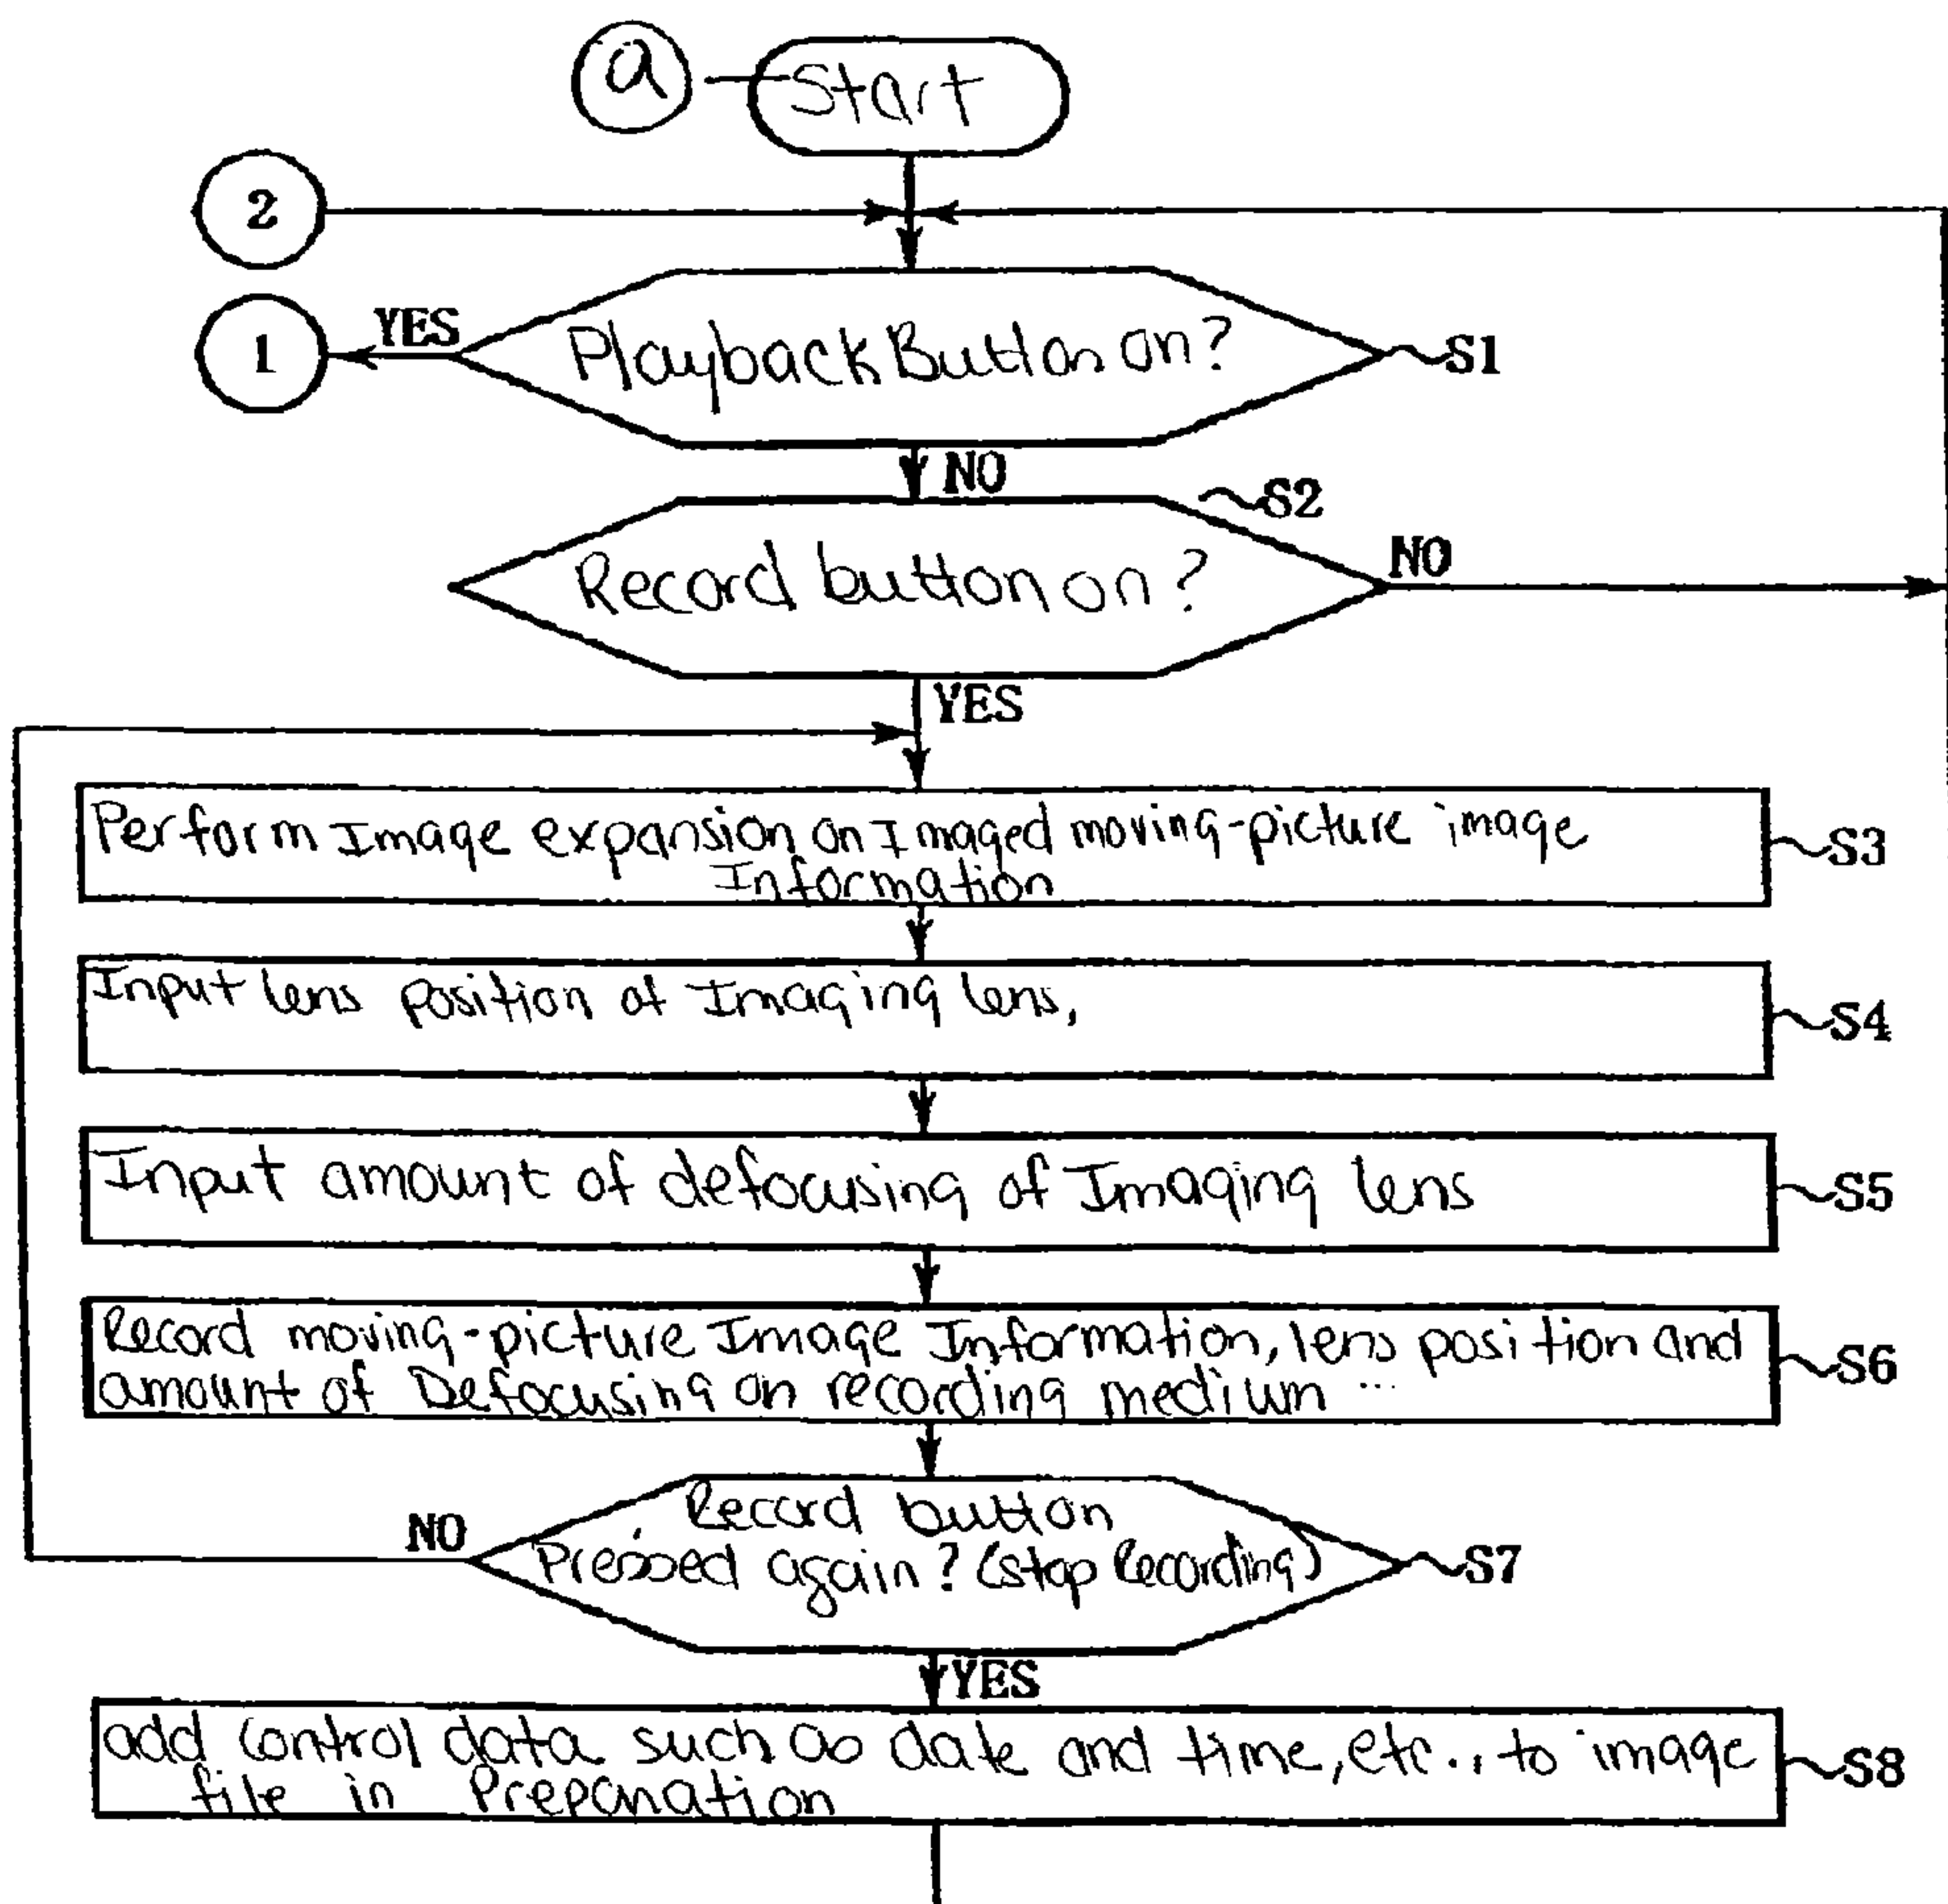 a
Start
2
1
YES
Playback Button on?
S1
NO
S2
Record button on?
NO
YES
Perform Image expansion on Imaged moving-picture image
Information
S3
Input lens position of Imaging lens,
S4
Input amount of defocusing of Imaging lens
S5
Record moving-picture Image Information, lens position and
amount of Defocusing on recording medium ...
S6
NO
Record button
Pressed again? (stop Recording)
S7
YES
add control data such as date and time, etc., to image
file in Preparation
S8